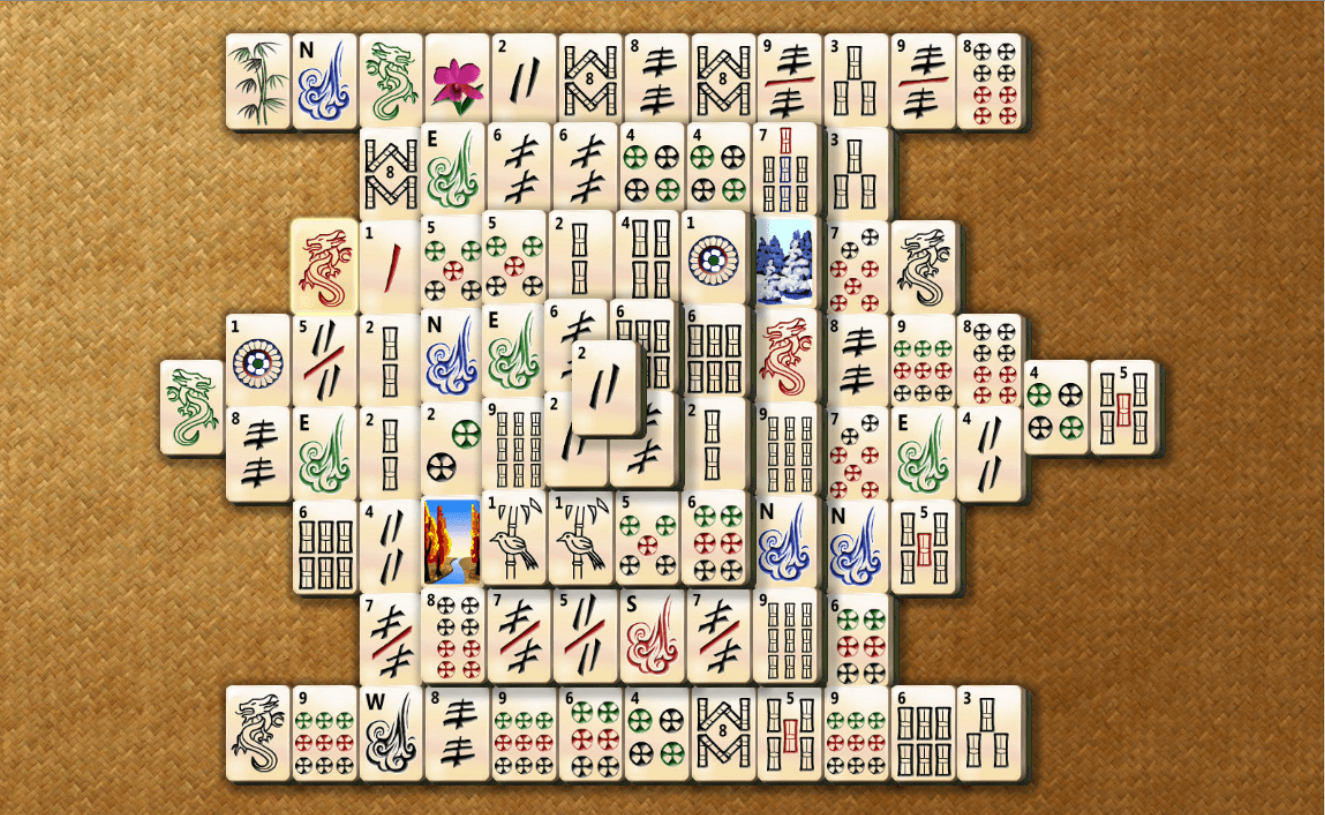 N 2 8 8 8 9 3 9 8
8 E 6 6 4 4 7 3
1 5 5 2 4 1 7
1 5 2 N E 6 6 6 8 9 8
2 4 5
8 E 2 2 9 2 2 9 7 E 4
6 4 1 1 5 6 N N 5
7 8 7 5 S 7 9 6
9 W 8 9 6 4 8 5 9 6 3